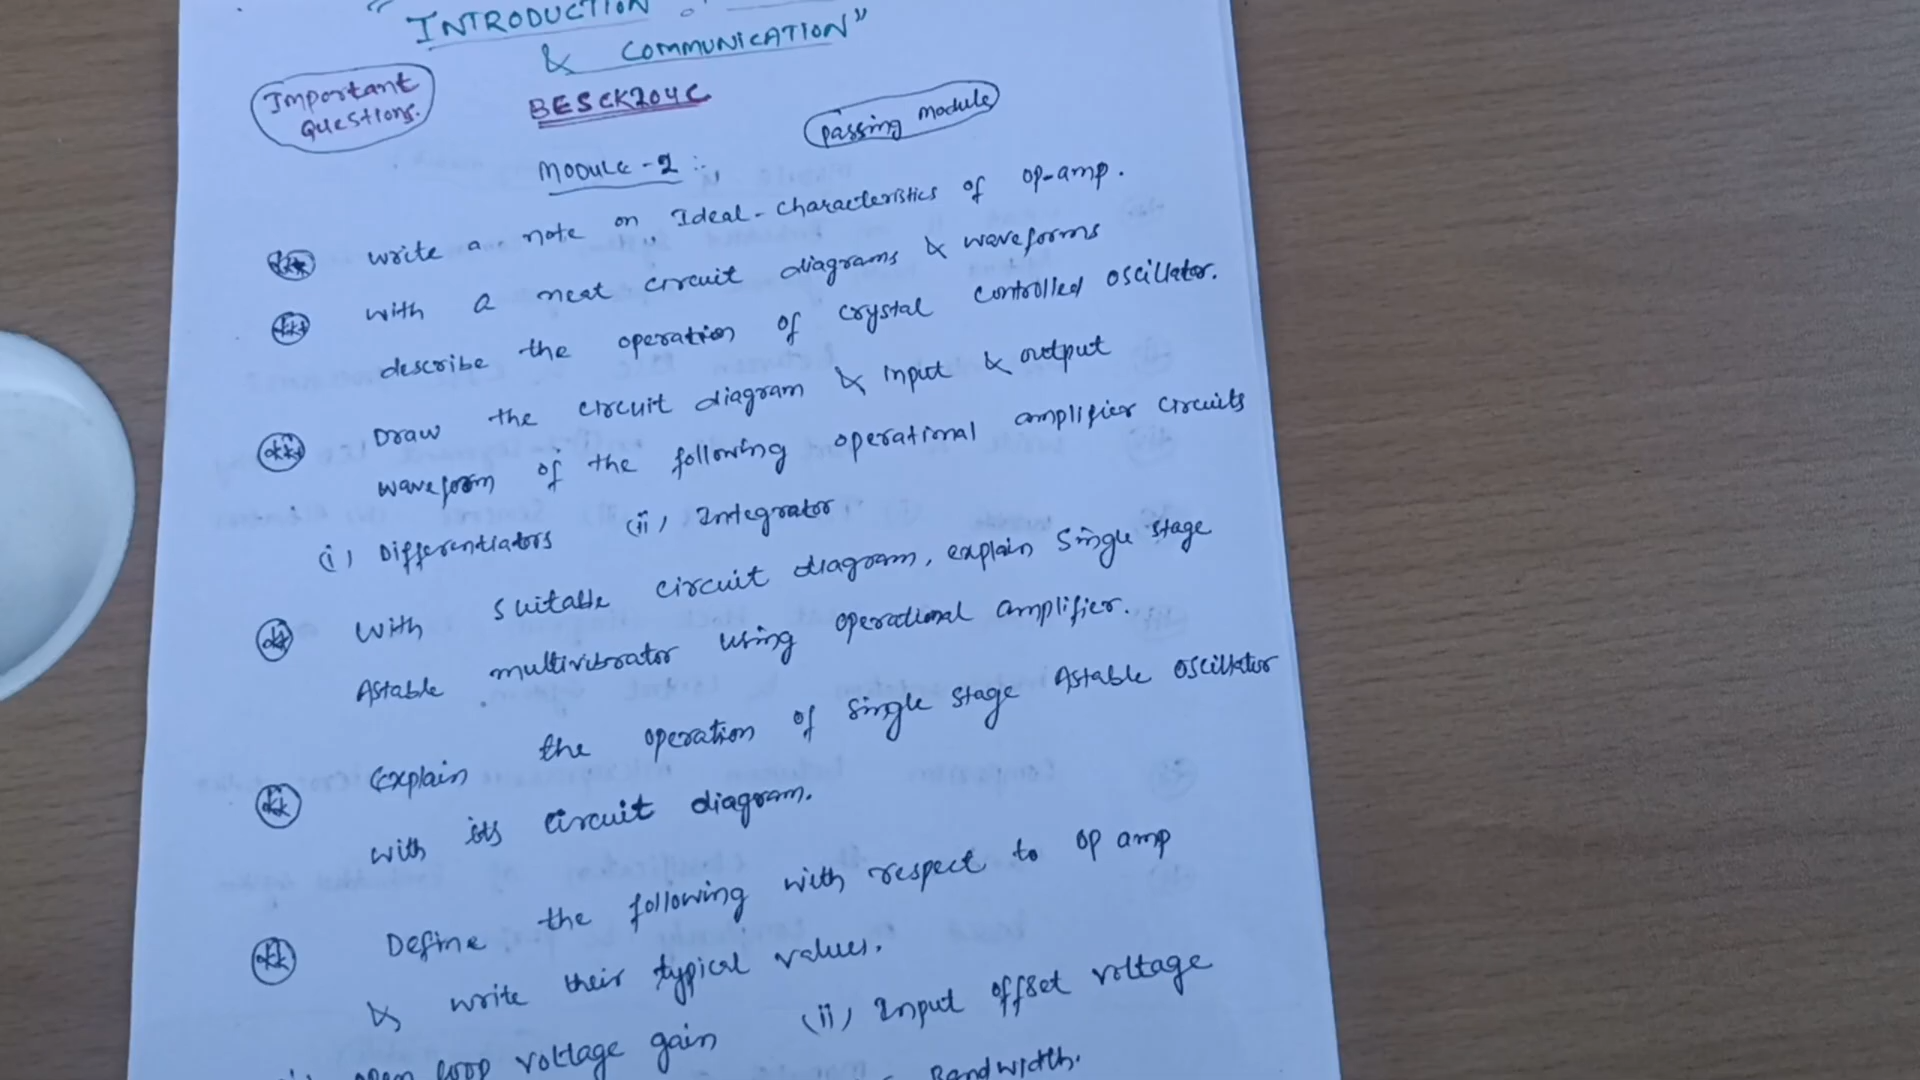 "INTRODUCTION
& COMMUNICATION"
Important Questions.
BESCK204C
passing module
MODULE-2 :-
*** write a note on Ideal-characteristics of op-amp.
*** with a neat circuit diagrams & waveforms
describe the operation of crystal controlled oscillator.
*** Draw the circuit diagram & input & output
waveform of the following operational amplifier circuits
(i) Differentiators (ii) Integrator
** With suitable circuit diagram, explain Single stage
Astable multivibrator using operational amplifier.
** Explain the operation of single stage Astable oscillator
with its circuit diagram.
** Define the following with respect to op amp
& write their typical values.
open loop voltage gain (ii) Input offset voltage
Bandwidth.